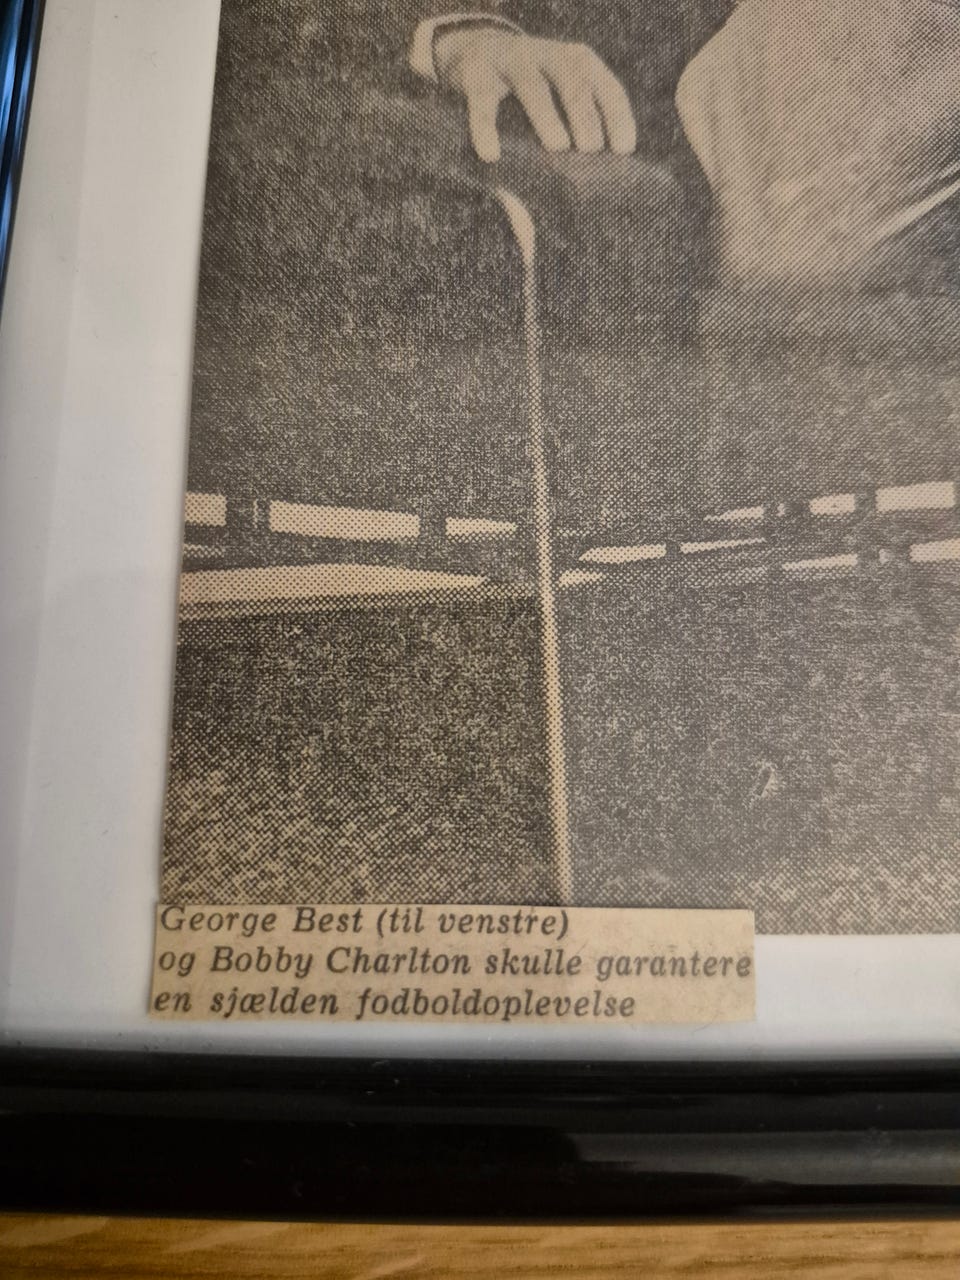 George Best (til venstre)
og Bobby Charlton skulle garantere
en sjælden fodboldoplevelse